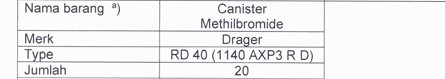 Nama barang a) Canister
Methilbromide
Merk Drager
Type RD 40 (1140 AXP3 R D)
Jumlah 20